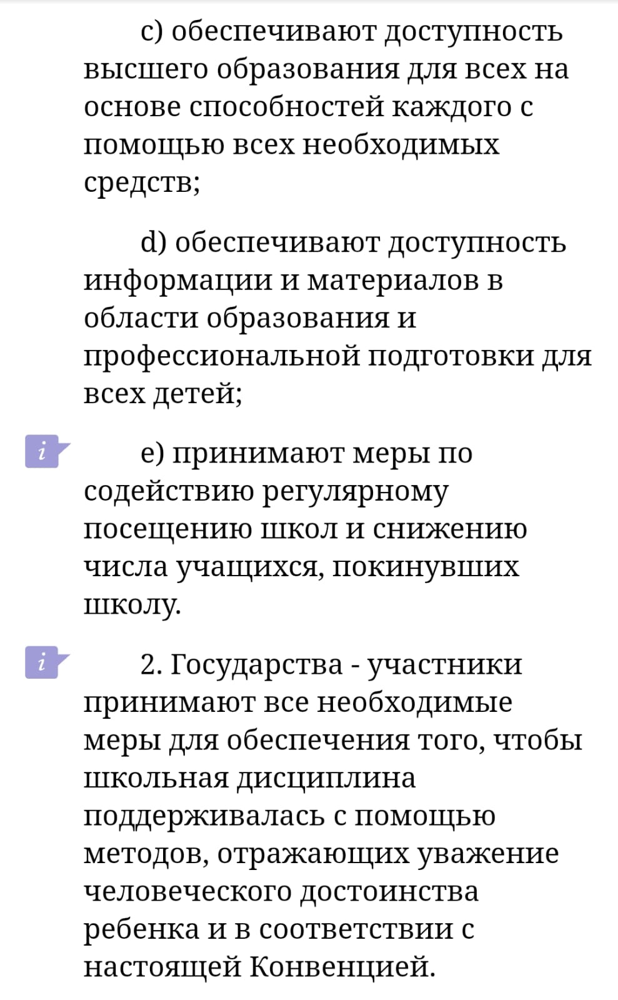 c) обеспечивают доступность
высшего образования для всех на
основе способностей каждого с
помощью всех необходимых
средств;
d) обеспечивают доступность
информации и материалов в
области образования и
профессиональной подготовки для
всех детей;
i
e) принимают меры по
содействию регулярному
посещению школ и снижению
числа учащихся, покинувших
школу.
i
2. Государства - участники
принимают все необходимые
меры для обеспечения того, чтобы
школьная дисциплина
поддерживалась с помощью
методов, отражающих уважение
человеческого достоинства
ребенка и в соответствии с
настоящей Конвенцией.